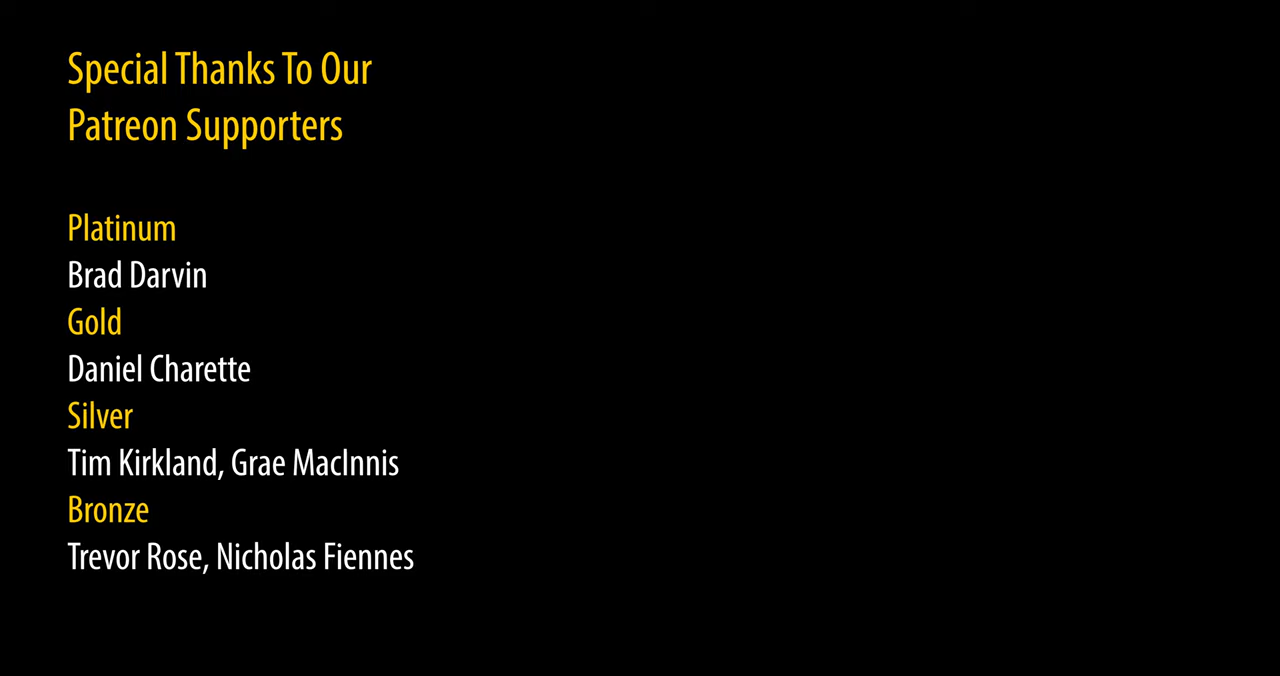 Special Thanks To Our
Patreon Supporters
Platinum
Brad Darvin
Gold
Daniel Charette
Silver
Tim Kirkland, Grae MacInnis
Bronze
Trevor Rose, Nicholas Fiennes